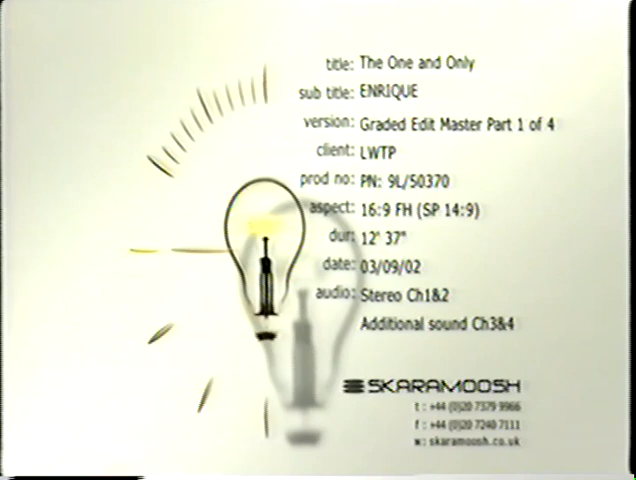 title: The One and Only
sub title: ENRIQUE
version: Graded Edit Master Part 1 of 4
client: LWTP
prod no: PN: 9L/50370
aspect: 16:9 FH (SP 14:9)
dur: 12' 37"
date: 03/09/02
audio: Stereo Ch1&2
Additional sound Ch3&4
SKARAMOOSH
t : +44 (0)20 7379 9966
f : +44 (0)20 7240 7111
w: skaramoosh.co.uk